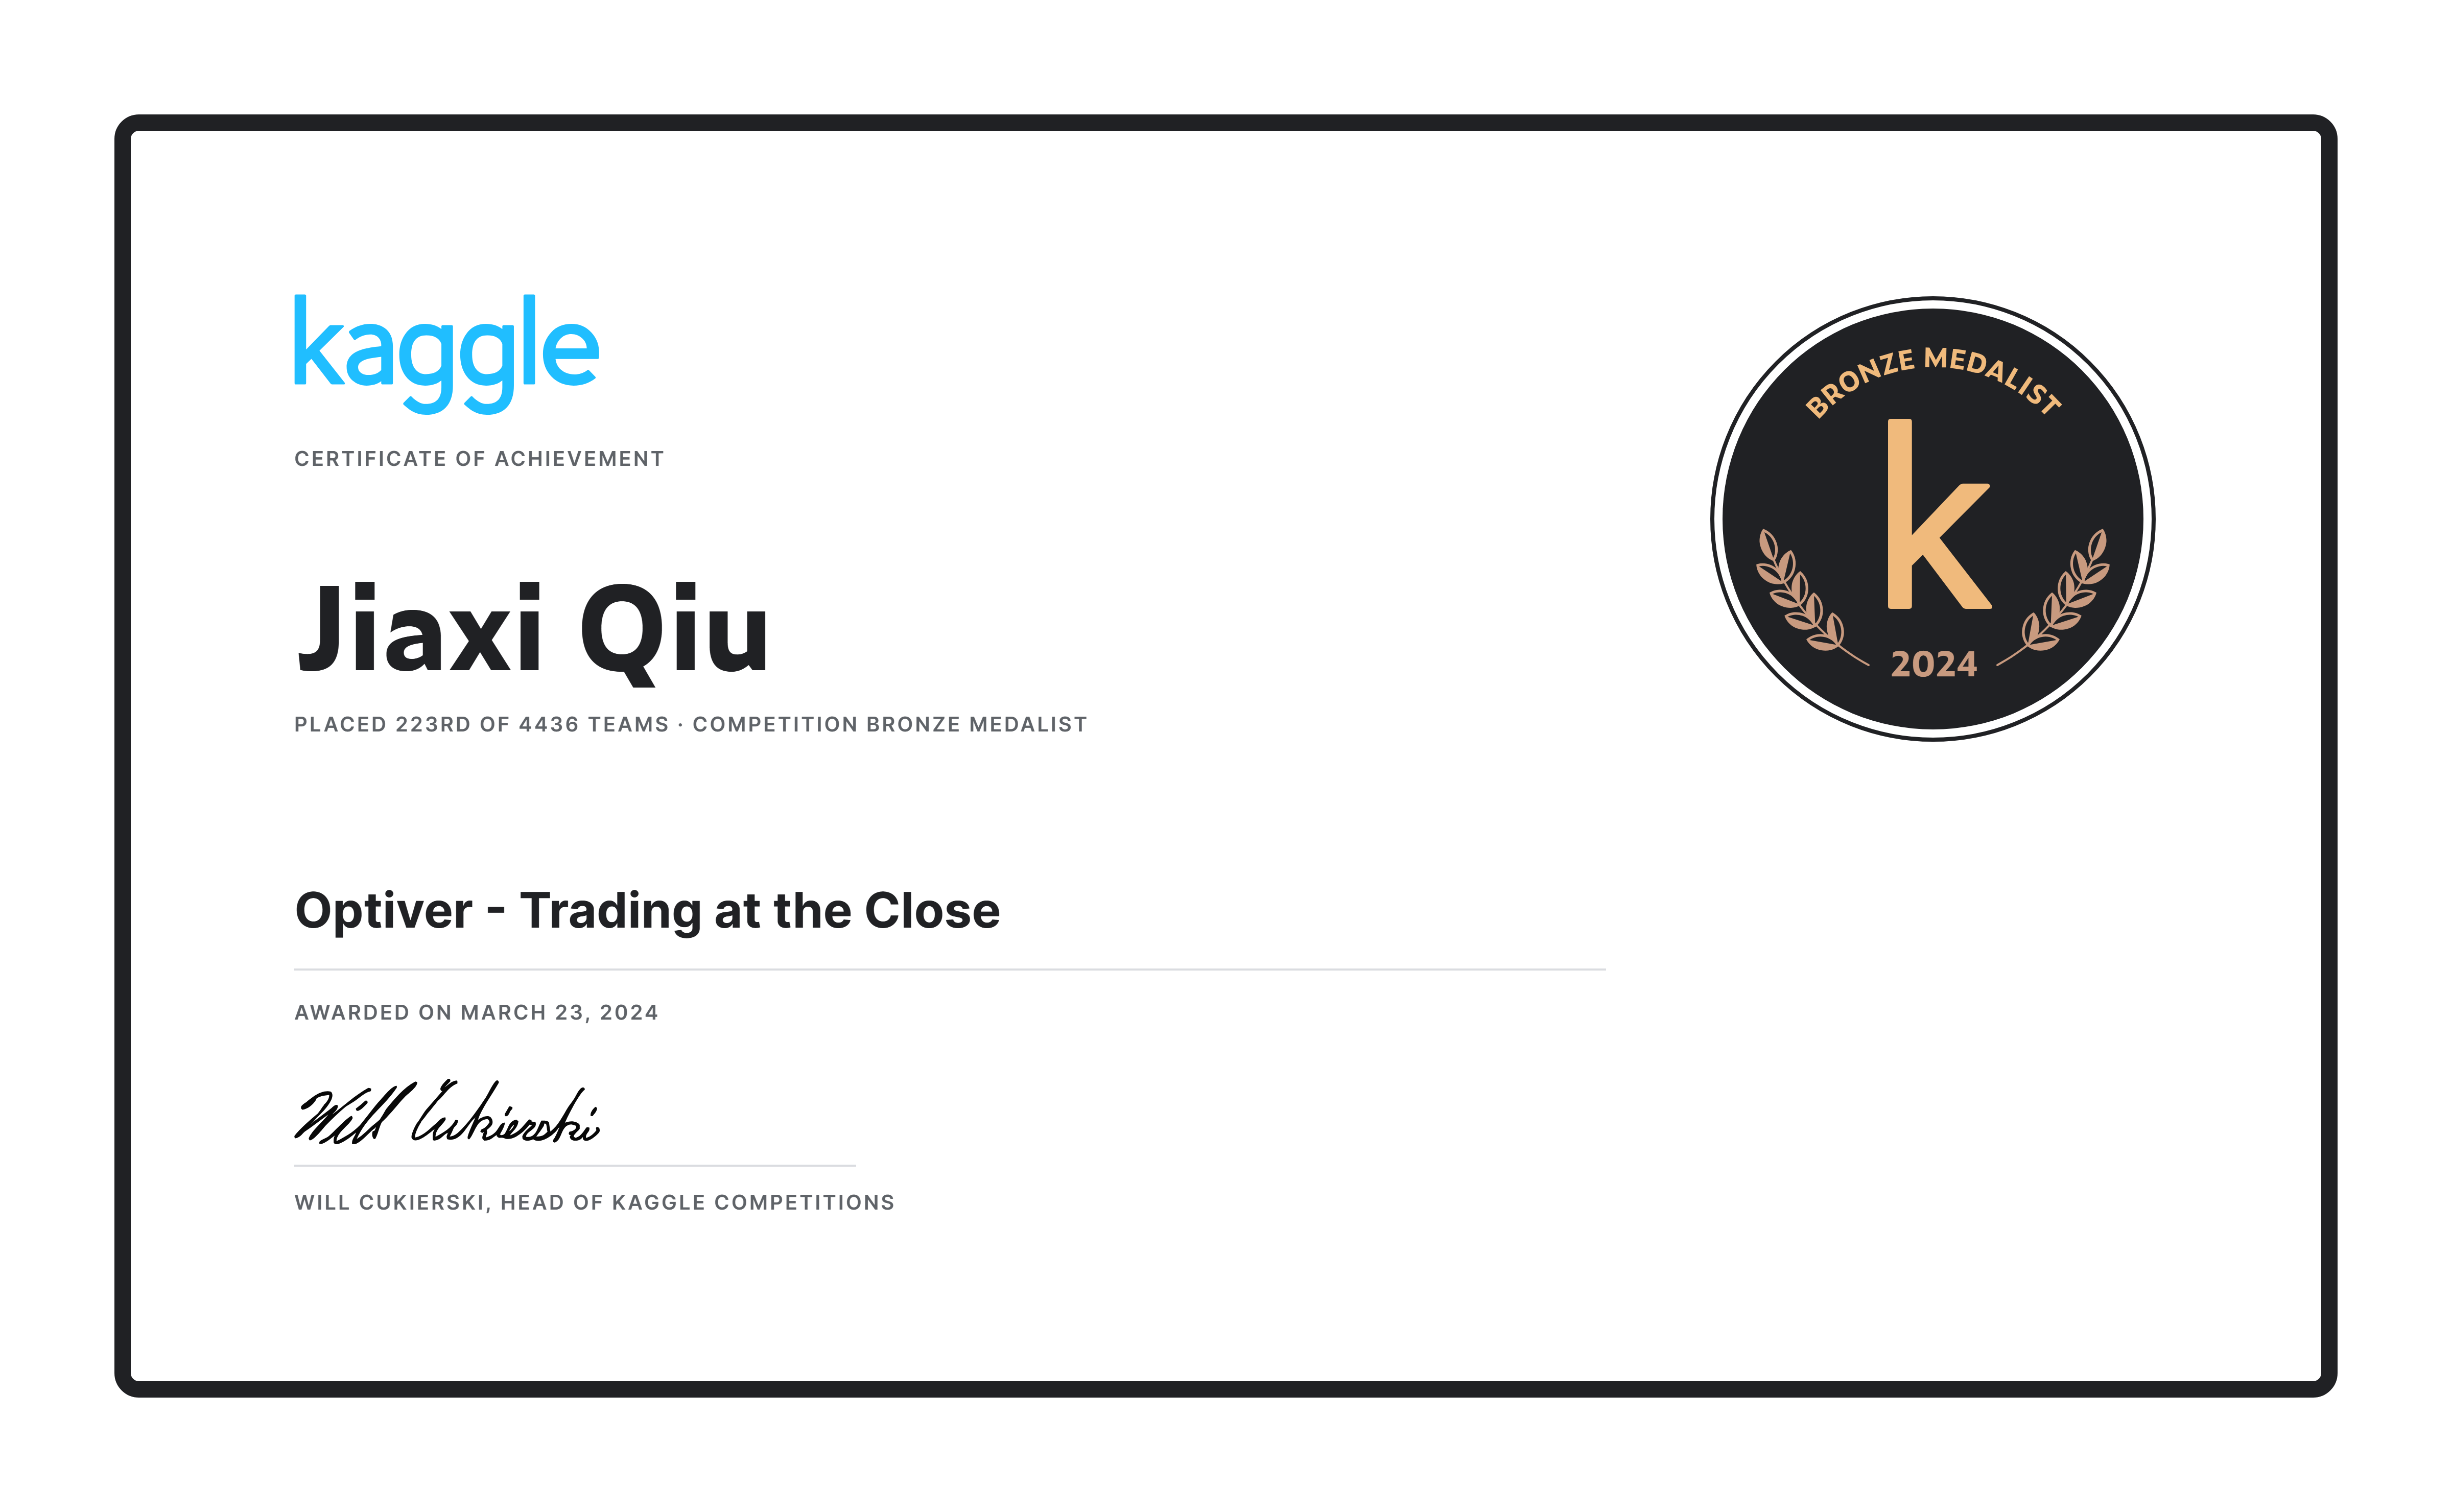 kaggle
CERTIFICATE OF ACHIEVEMENT
Jiaxi Qiu
PLACED 223RD OF 4436 TEAMS · COMPETITION BRONZE MEDALIST
BRONZE MEDALIST
k
2024
Optiver - Trading at the Close
AWARDED ON MARCH 23, 2024
Will Cukierski
WILL CUKIERSKI, HEAD OF KAGGLE COMPETITIONS